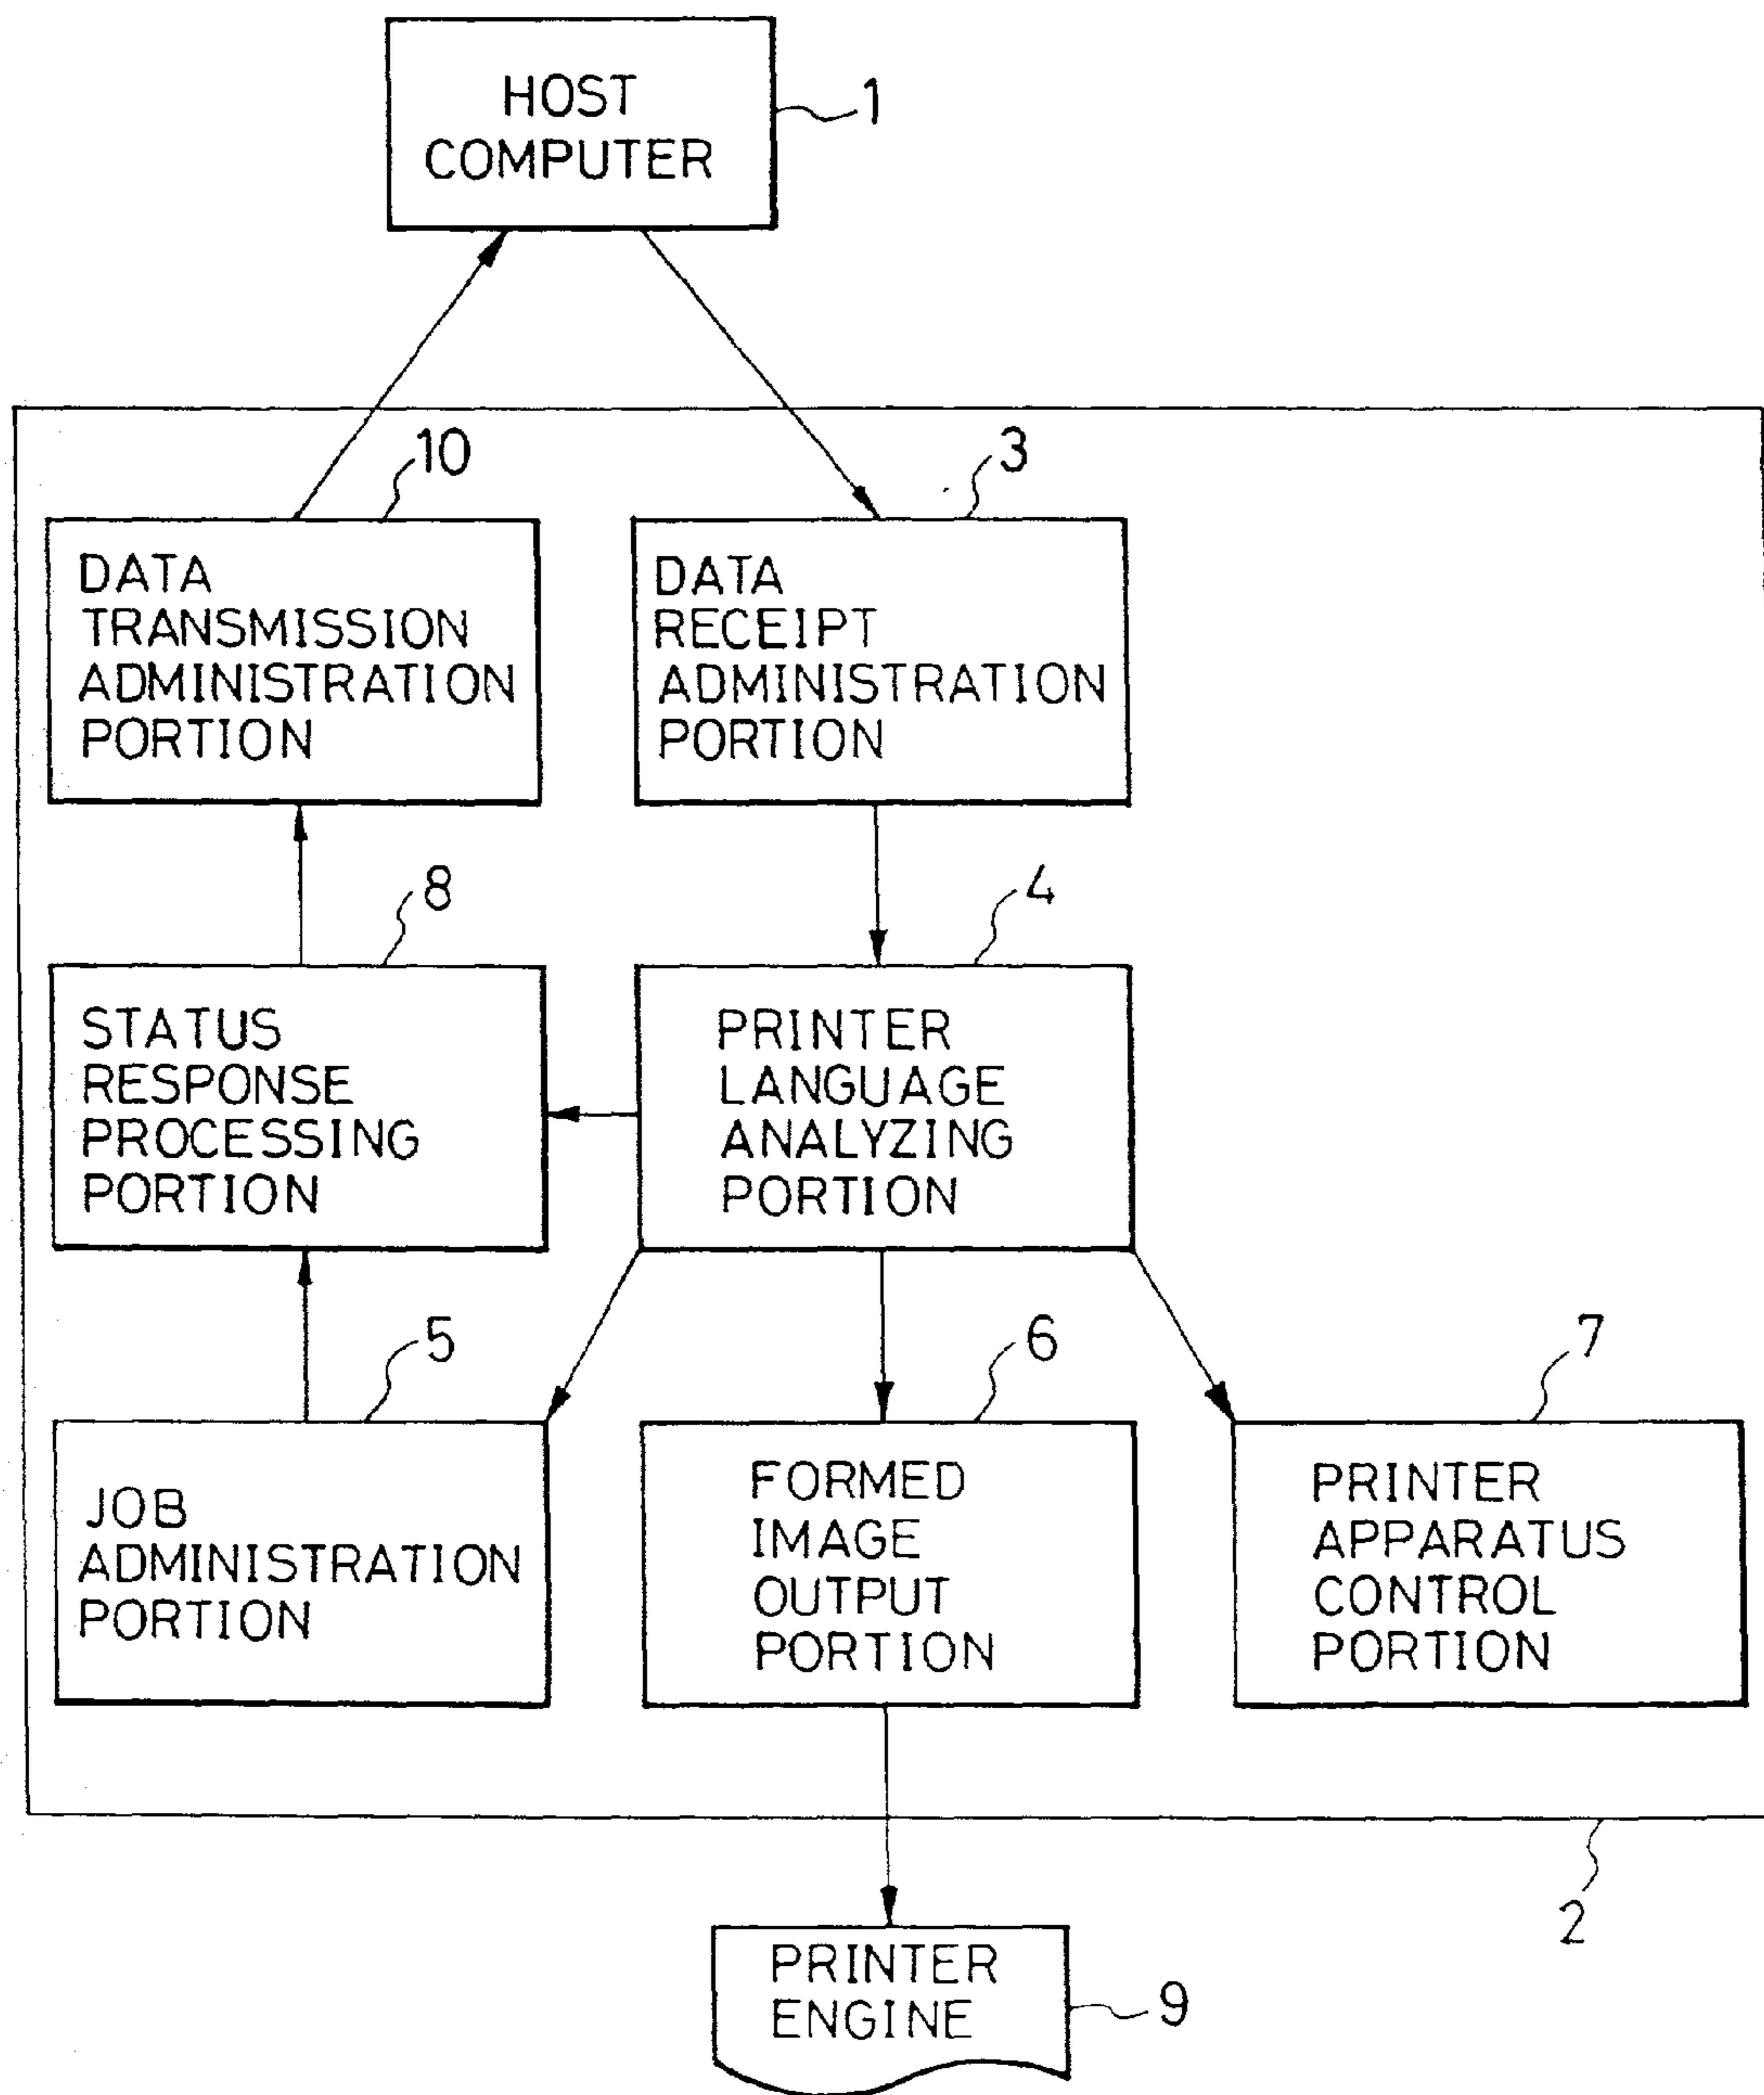 HOST
COMPUTER
1
10
3
DATA
TRANSMISSION
ADMINISTRATION
PORTION
DATA
RECEIPT
ADMINISTRATION
PORTION
8
4
STATUS
RESPONSE
PROCESSING
PORTION
PRINTER
LANGUAGE
ANALYZING
PORTION
5
6
7
JOB
ADMINISTRATION
PORTION
FORMED
IMAGE
OUTPUT
PORTION
PRINTER
APPARATUS
CONTROL
PORTION
2
PRINTER
ENGINE
9